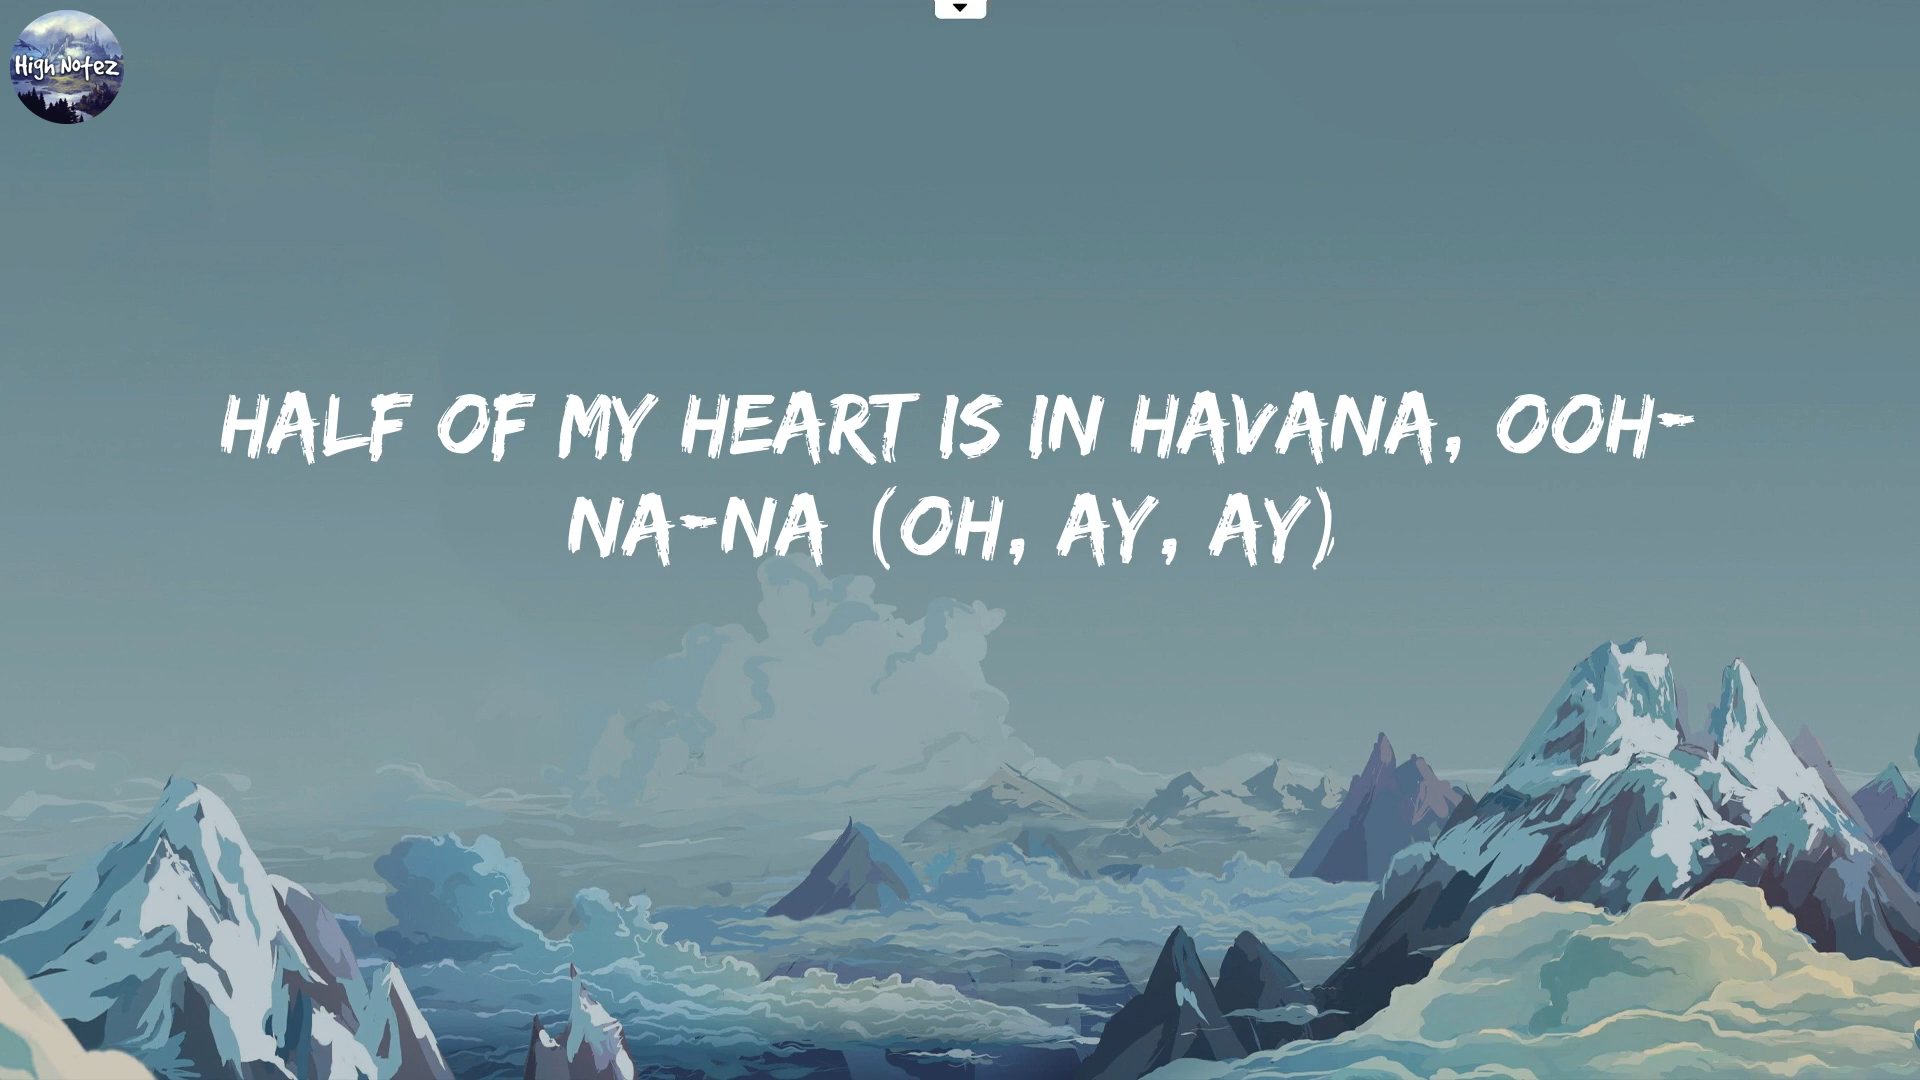 High Notez
HALF OF MY HEART IS IN HAVANA, OOH-
NA-NA (OH, AY, AY)